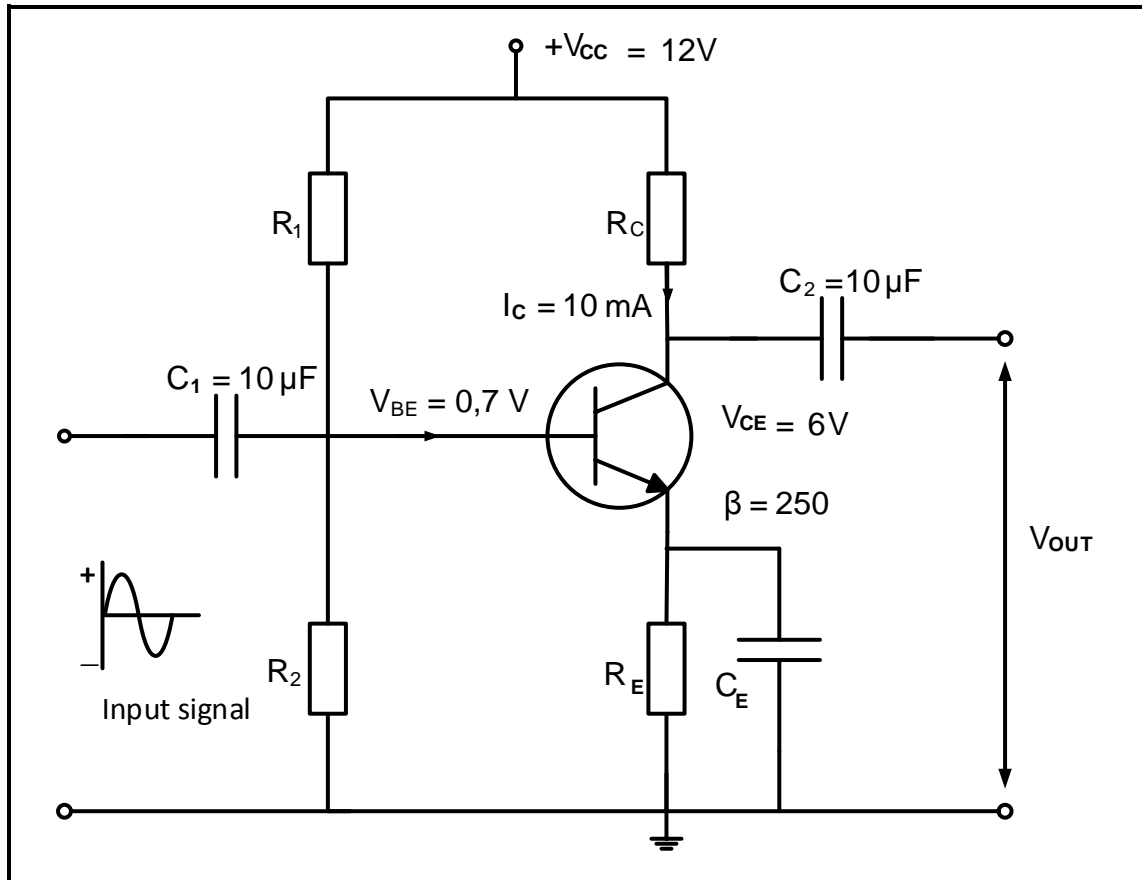 +VCC = 12V
R1
RC
C2 = 10 µF
IC = 10 mA
C1 = 10 µF
VBE = 0,7 V
VCE = 6V
β = 250
VOUT
+
–
R2
RE
CE
Input signal